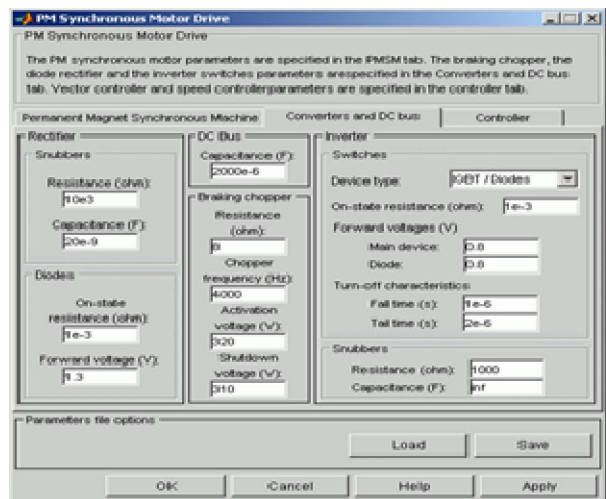 PM Synchronous Motor Drive
PM Synchronous Motor Drive
The PM synchronous motor parameters are specified in the PMSM tab. The braking chopper, the
diode rectifier and the inverter switches parameters arespecified in the Converters and DC bus
tab. Vector controller and speed controllerparameters are specified in the controller tab.
Permanent Magnet Synchronous Machine
Converters and DC bus
Controller
Rectifier
Snubbers
Resistance (ohm):
10e3
Capacitance (F):
20e-9
Diodes
On-state
resistance (ohm):
1e-3
Forward voltage (V):
1.3
DC Bus
Capacitance (F):
2000e-6
Braking chopper
Resistance
(ohm):
8
Chopper
frequency (Hz):
4000
Activation
voltage (V):
320
Shutdown
voltage (V):
310
Inverter
Switches
Device type:
IGBT / Diodes
On-state resistance (ohm):
1e-3
Forward voltages (V)
Main device:
0.8
Diode:
0.8
Turn-off characteristics:
Fall time (s):
1e-6
Tail time (s):
2e-6
Snubbers
Resistance (ohm):
1000
Capacitance (F):
inf
Parameters file options
Load
Save
OK
Cancel
Help
Apply